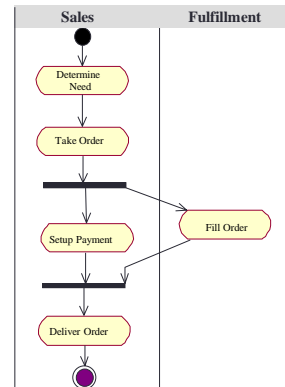 Sales
Fulfillment
Determine
Need
Take Order
Fill Order
Setup Payment
Deliver Order